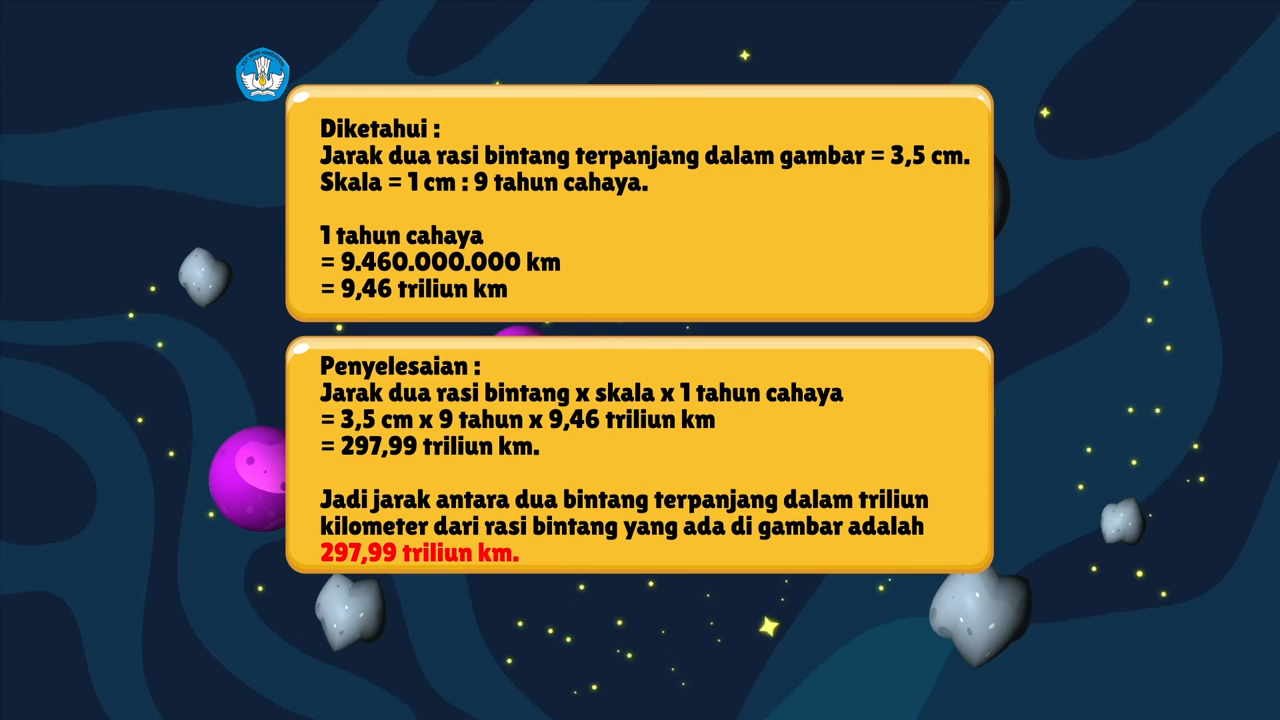 Diketahui :
Jarak dua rasi bintang terpanjang dalam gambar = 3,5 cm.
Skala = 1 cm : 9 tahun cahaya.
1 tahun cahaya
= 9.460.000.000 km
= 9,46 triliun km
Penyelesaian :
Jarak dua rasi bintang x skala x 1 tahun cahaya
= 3,5 cm x 9 tahun x 9,46 triliun km
= 297,99 triliun km.
Jadi jarak antara dua bintang terpanjang dalam triliun
kilometer dari rasi bintang yang ada di gambar adalah
297,99 triliun km.